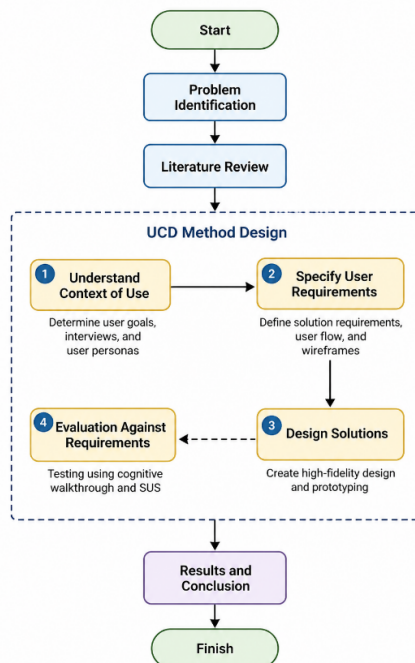 Start
Problem
Identification
Literature Review
UCD Method Design
1
Understand
Context of Use
Determine user goals,
interviews, and
user personas
2
Specify User
Requirements
Define solution requirements,
user flow, and
wireframes
4
Evaluation Against
Requirements
Testing using cognitive
walkthrough and SUS
3
Design Solutions
Create high-fidelity design
and prototyping
Results and
Conclusion
Finish